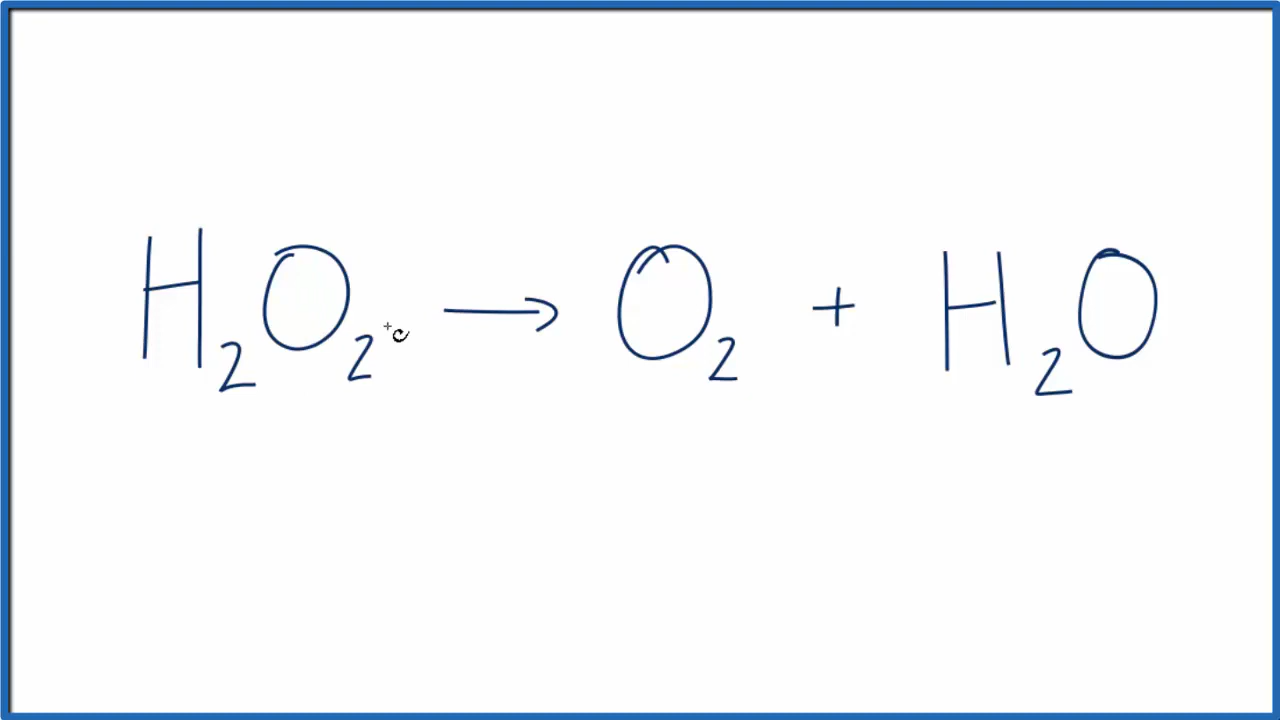 H₂O₂ → O₂ + H₂O